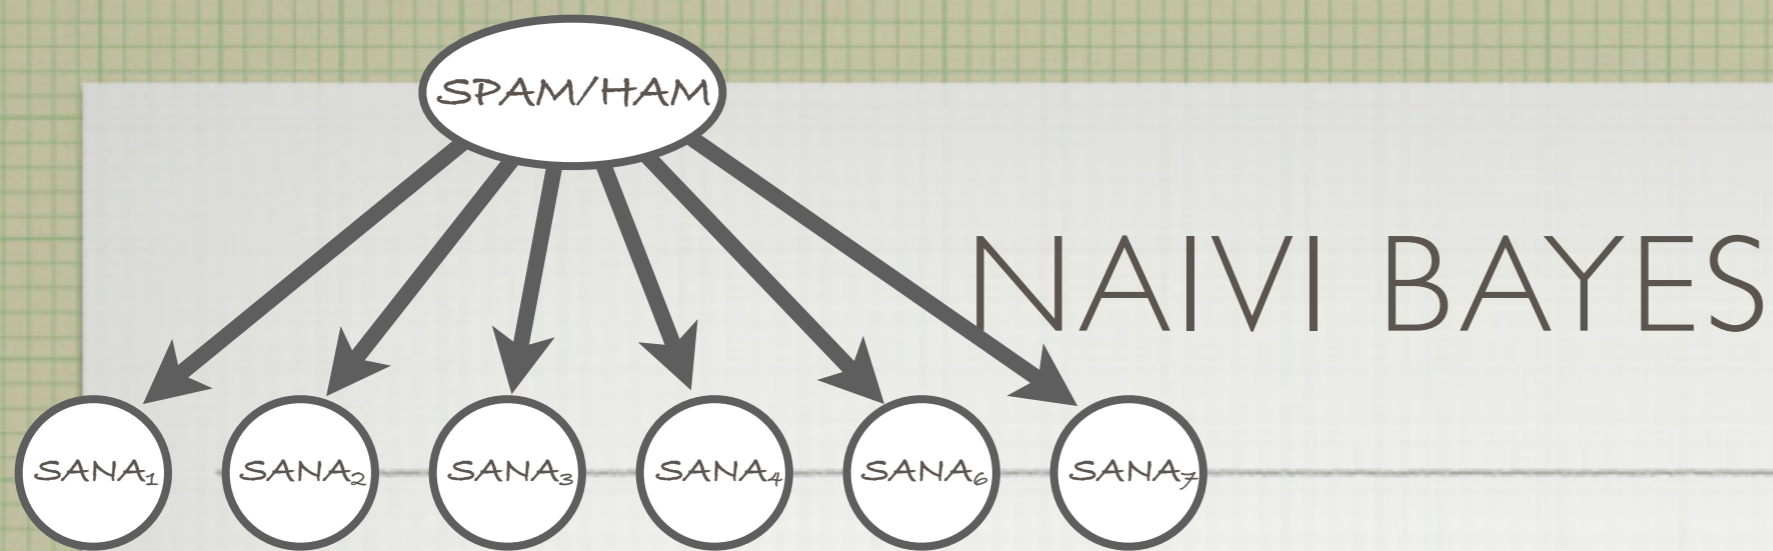 SPAM/HAM
NAIVI BAYES
SANA₁ SANA₂ SANA₃ SANA₄ SANA₆ SANA₇